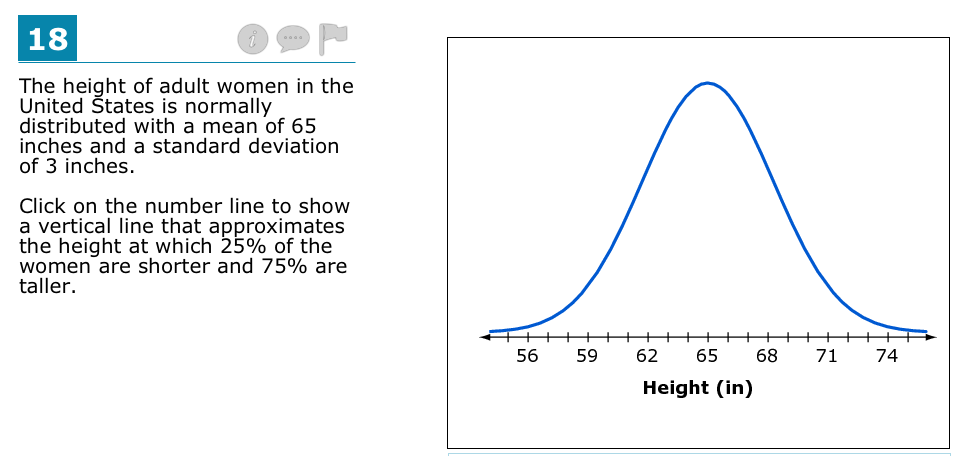 18
The height of adult women in the
United States is normally
distributed with a mean of 65
inches and a standard deviation
of 3 inches.
Click on the number line to show
a vertical line that approximates
the height at which 25% of the
women are shorter and 75% are
taller.
56 59 62 65 68 71 74
Height (in)